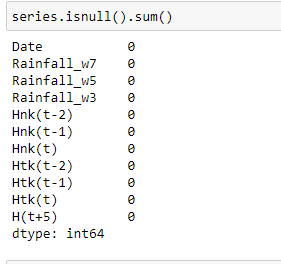 series.isnull().sum()
Date 0
Rainfall_w7 0
Rainfall_w5 0
Rainfall_w3 0
Hnk(t-2) 0
Hnk(t-1) 0
Hnk(t) 0
Htk(t-2) 0
Htk(t-1) 0
Htk(t) 0
H(t+5) 0
dtype: int64